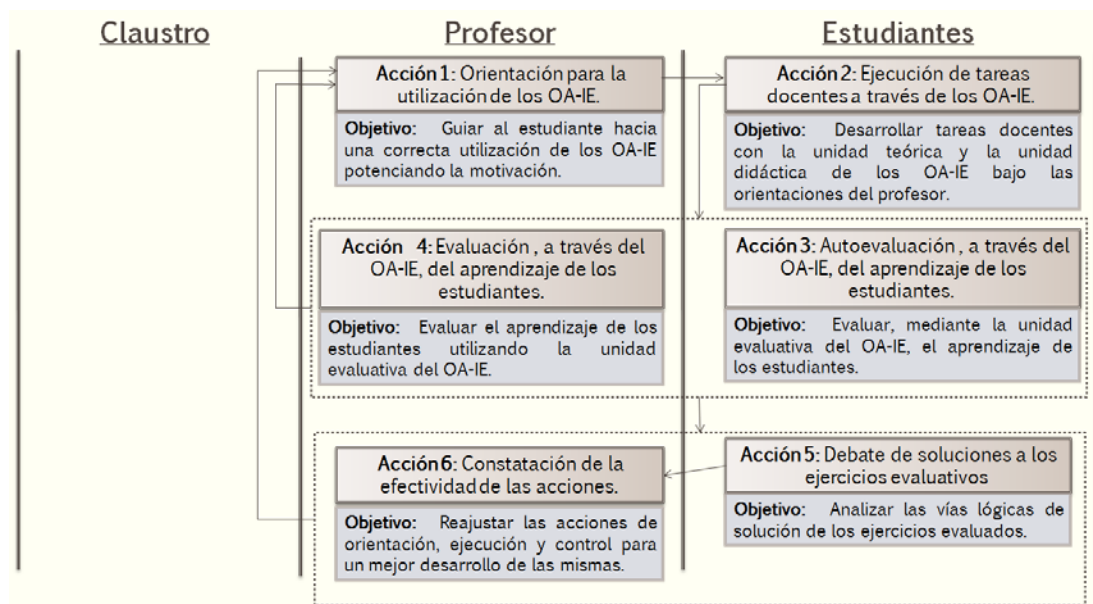 Claustro
Profesor
Estudiantes
Acción 1: Orientación para la
utilización de los OA-IE.
Objetivo: Guiar al estudiante hacia
una correcta utilización de los OA-IE
potenciando la motivación.
Acción 2: Ejecución de tareas
docentes a través de los OA-IE.
Objetivo: Desarrollar tareas docentes
con la unidad teórica y la unidad
didáctica de los OA-IE bajo las
orientaciones del profesor.
Acción 4: Evaluación , a través del
OA-IE, del aprendizaje de los
estudiantes.
Objetivo: Evaluar el aprendizaje de los
estudiantes utilizando la unidad
evaluativa del OA-IE.
Acción 3: Autoevaluación , a través del
OA-IE, del aprendizaje de los
estudiantes.
Objetivo: Evaluar, mediante la unidad
evaluativa del OA-IE, el aprendizaje de
los estudiantes.
Acción 6: Constatación de la
efectividad de las acciones.
Objetivo: Reajustar las acciones de
orientación, ejecución y control para
un mejor desarrollo de las mismas.
Acción 5: Debate de soluciones a los
ejercicios evaluativos
Objetivo: Analizar las vías lógicas de
solución de los ejercicios evaluados.